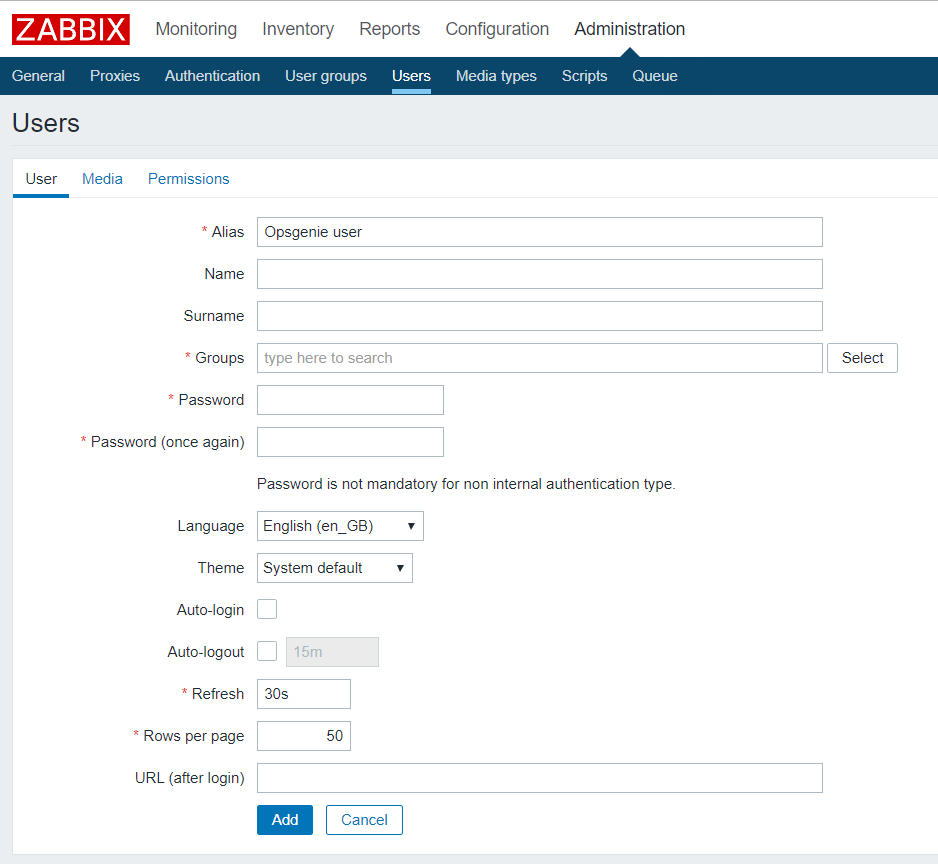 ZABBIX Monitoring Inventory Reports Configuration Administration
General Proxies Authentication User groups Users Media types Scripts Queue
Users
User Media Permissions
* Alias Opsgenie user
Name
Surname
* Groups type here to search Select
* Password
* Password (once again)
Password is not mandatory for non internal authentication type.
Language English (en_GB) ▼
Theme System default ▼
Auto-login
Auto-logout 15m
* Refresh 30s
* Rows per page 50
URL (after login)
Add Cancel